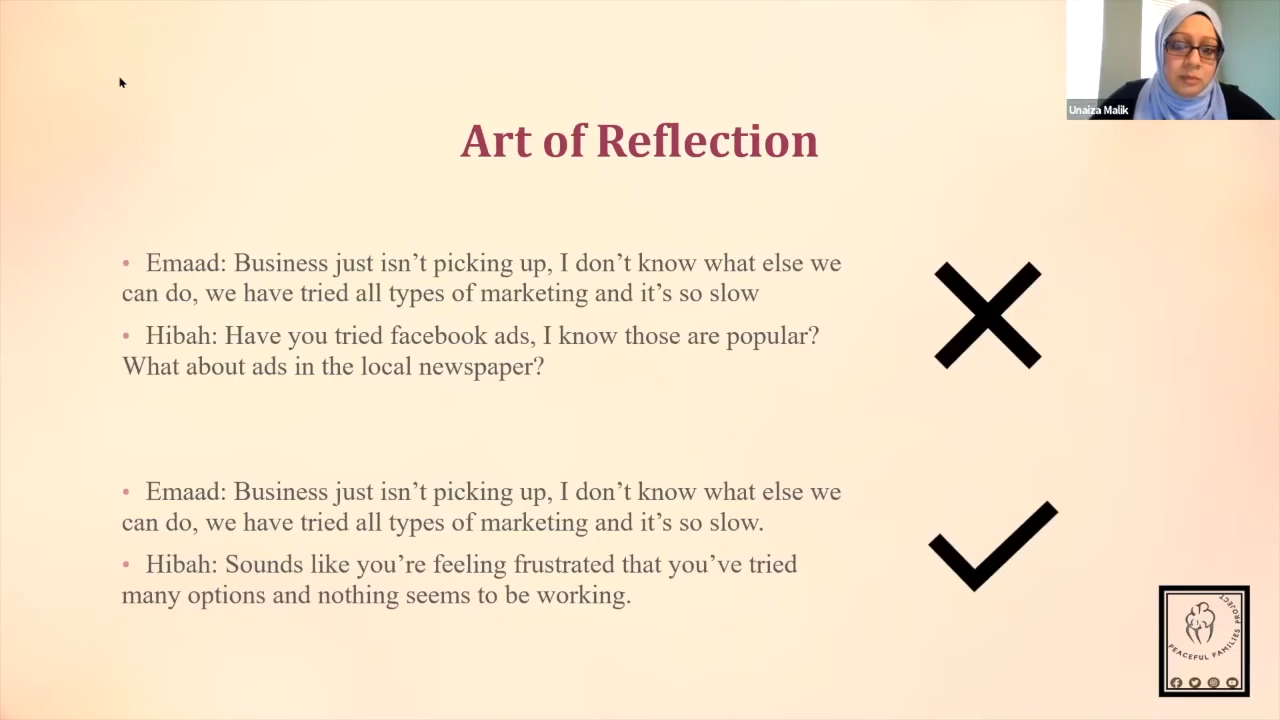 Unaiza Malik
Art of Reflection
• Emaad: Business just isn’t picking up, I don’t know what else we
can do, we have tried all types of marketing and it’s so slow
• Hibah: Have you tried facebook ads, I know those are popular?
What about ads in the local newspaper?
• Emaad: Business just isn’t picking up, I don’t know what else we
can do, we have tried all types of marketing and it’s so slow.
• Hibah: Sounds like you’re feeling frustrated that you’ve tried
many options and nothing seems to be working.
PEACEFUL FAMILIES PROJECT